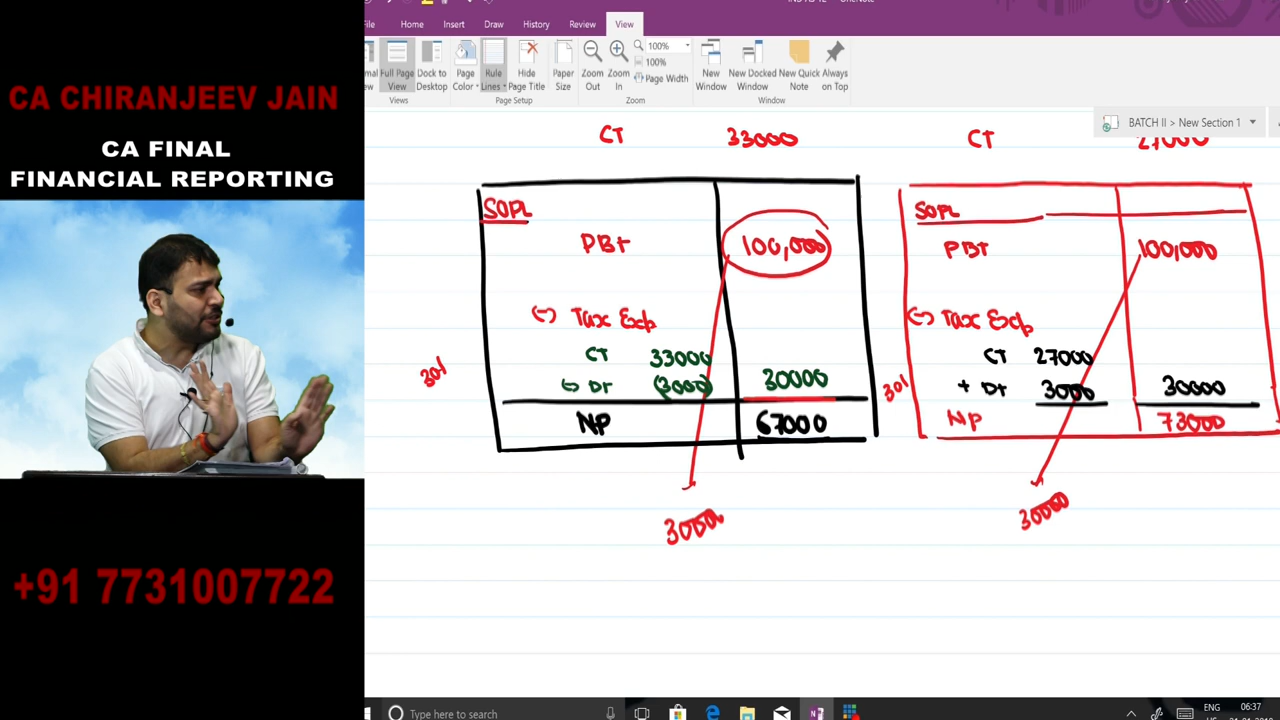 CA CHIRANJEEV JAIN
CA FINAL
FINANCIAL REPORTING
+91 7731007722
File Home Insert Draw History Review View
Full Page View
Dock to Desktop
Page Color
Rule Lines
Hide Page Title
Paper Size
Zoom Out
Zoom In
100%
100%
Page Width
New Window
New Docked Window
New Quick Note
Always on Top
Views Page Setup Zoom Window
BATCH II > New Section 1
CT 33000
SOPL
PBT 100,000
(-) Tax Exp
CT 33000
(-) DT (3000) 30000
30%
NP 67000
30000
CT 27000
SOPL
PBT 100,000
(-) Tax Exp
CT 27000
+ DT 3000 30000
30%
NP 73000
30000
Type here to search
ENG 06:37